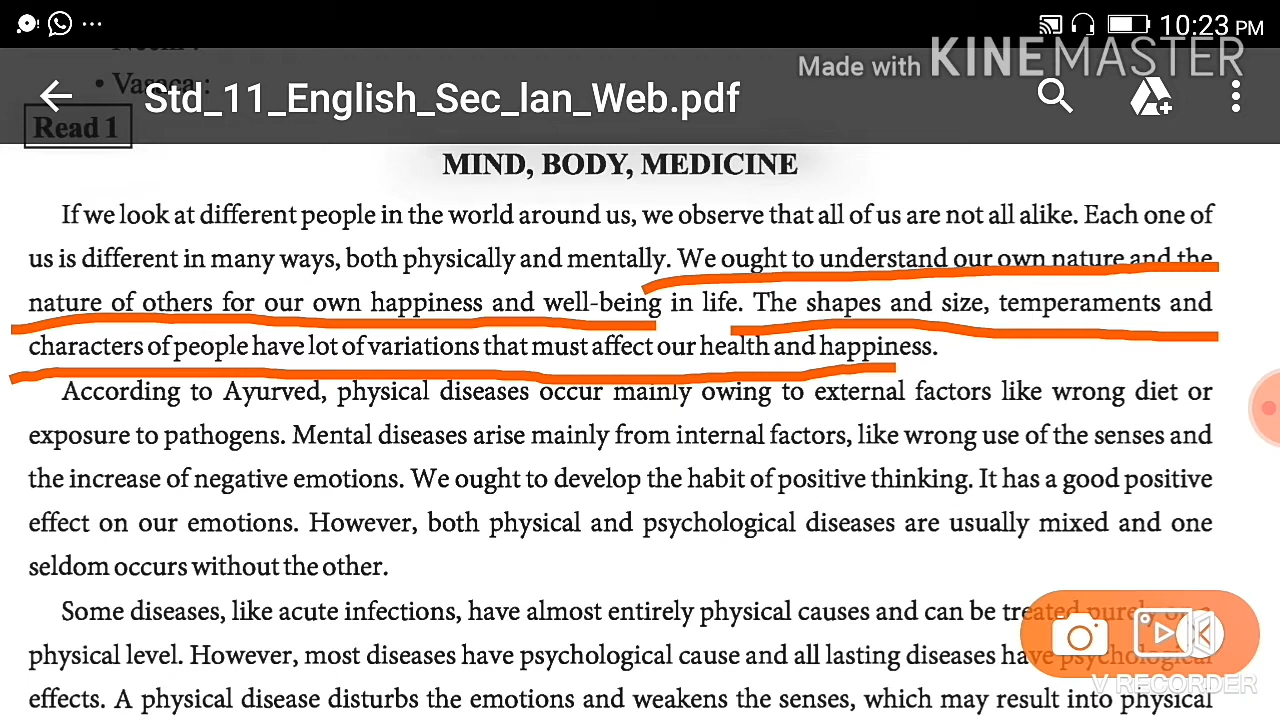 10:23 PM
Made with KINEMASTER
• Vasaca :
Std_11_English_Sec_lan_Web.pdf
Read 1
MIND, BODY, MEDICINE
If we look at different people in the world around us, we observe that all of us are not all alike. Each one of
us is different in many ways, both physically and mentally. We ought to understand our own nature and the
nature of others for our own happiness and well-being in life. The shapes and size, temperaments and
characters of people have lot of variations that must affect our health and happiness.
According to Ayurved, physical diseases occur mainly owing to external factors like wrong diet or
exposure to pathogens. Mental diseases arise mainly from internal factors, like wrong use of the senses and
the increase of negative emotions. We ought to develop the habit of positive thinking. It has a good positive
effect on our emotions. However, both physical and psychological diseases are usually mixed and one
seldom occurs without the other.
Some diseases, like acute infections, have almost entirely physical causes and can be treated purely
physical level. However, most diseases have psychological cause and all lasting diseases have psychological
effects. A physical disease disturbs the emotions and weakens the senses, which may result into physical
V RECORDER